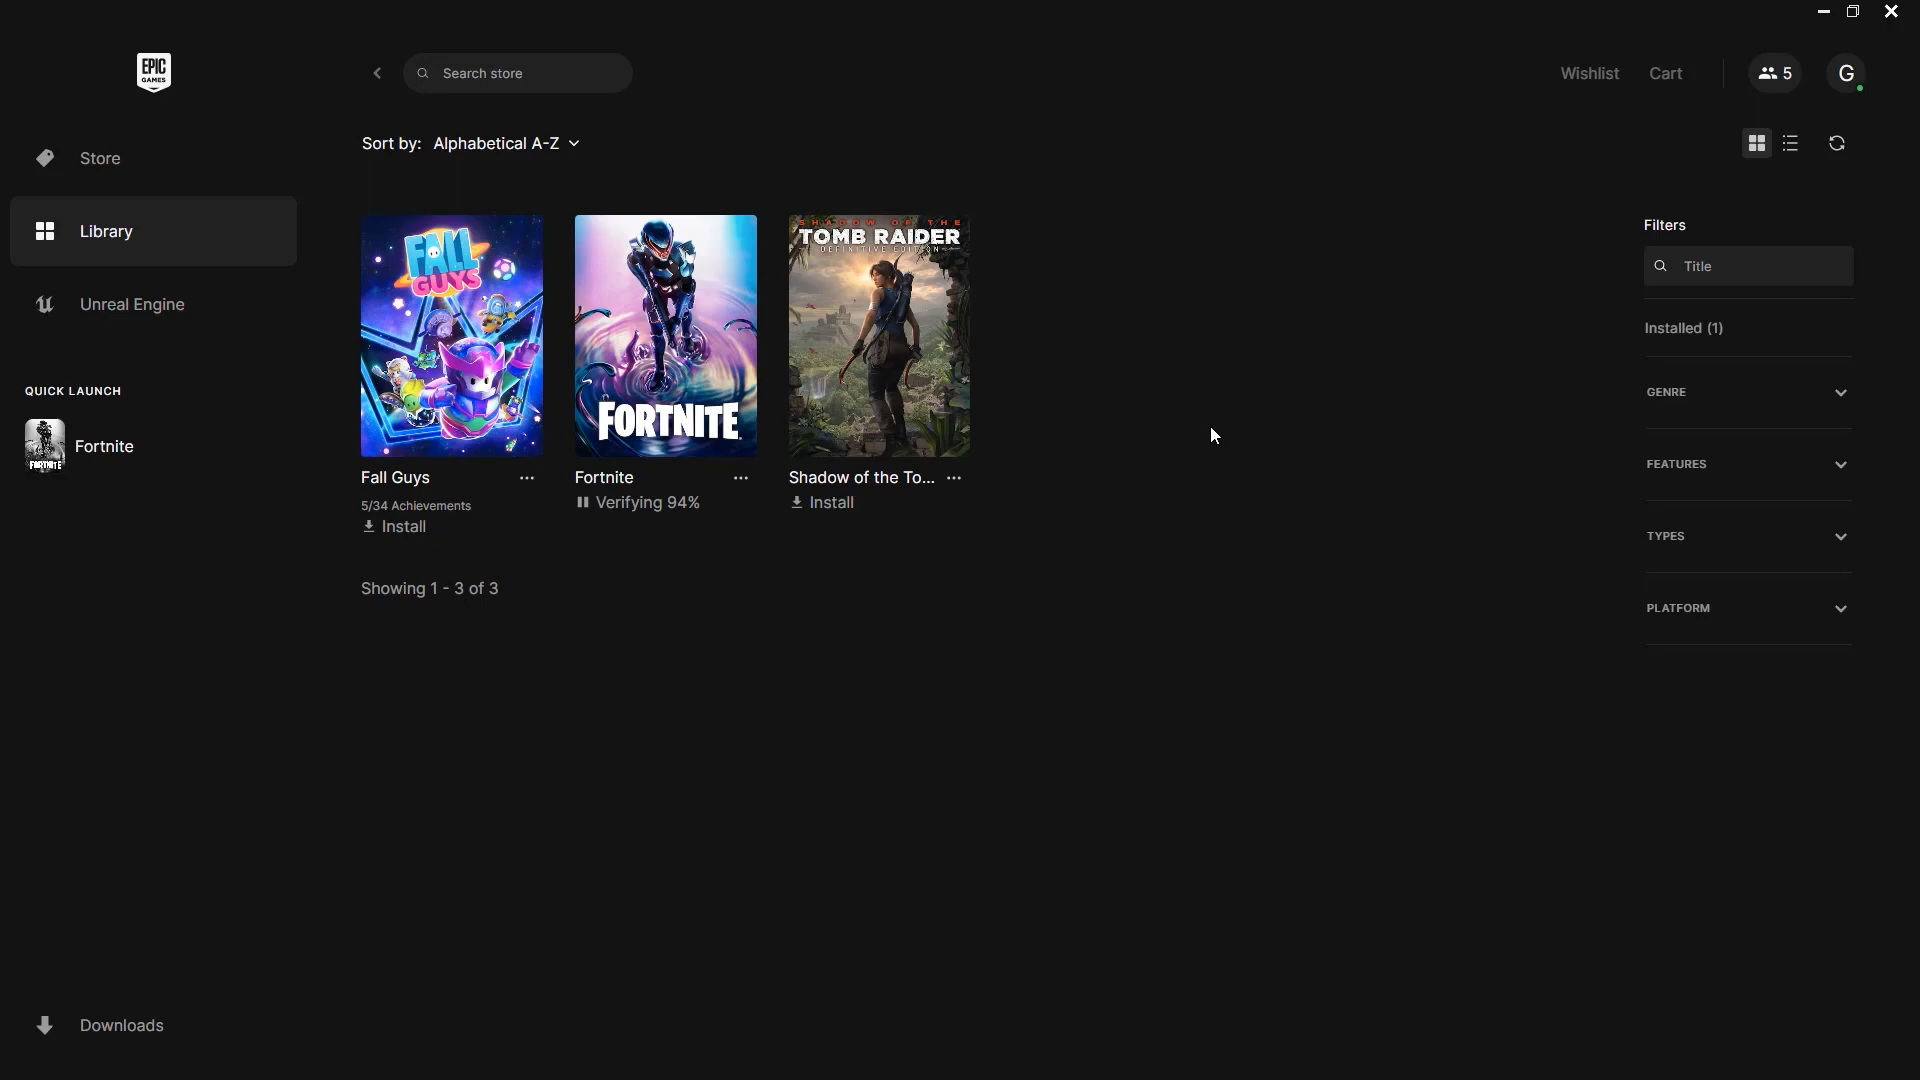 EPIC
GAMES
Search store
Wishlist
Cart
5
G
Sort by: Alphabetical A-Z
Store
Library
Unreal Engine
QUICK LAUNCH
FORTNITE
Fortnite
FALL
GUYS
FORTNITE
SHADOW OF THE
TOMB RAIDER
DEFINITIVE EDITION
Fall Guys
5/34 Achievements
Install
Fortnite
Verifying 94%
Shadow of the To...
Install
Showing 1 - 3 of 3
Filters
Title
Installed (1)
GENRE
FEATURES
TYPES
PLATFORM
Downloads